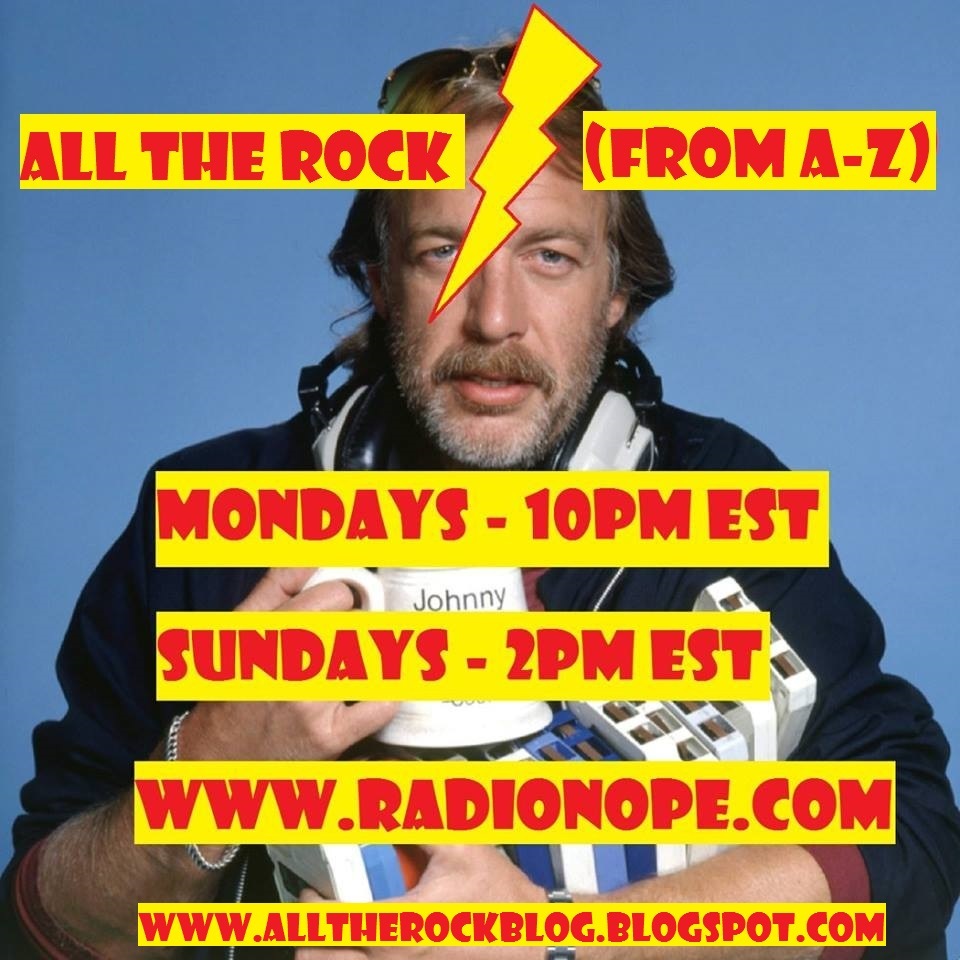 ALL THE ROCK (FROM A-Z)
MONDAYS - 10PM EST
Johnny
SUNDAYS - 2PM EST
WWW.RADIONOPE.COM
WWW.ALLTHEROCKBLOG.BLOGSPOT.COM